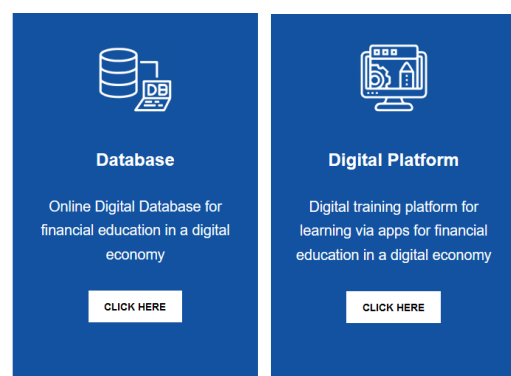 DB
Database
Online Digital Database for
financial education in a digital
economy
CLICK HERE
Digital Platform
Digital training platform for
learning via apps for financial
education in a digital economy
CLICK HERE